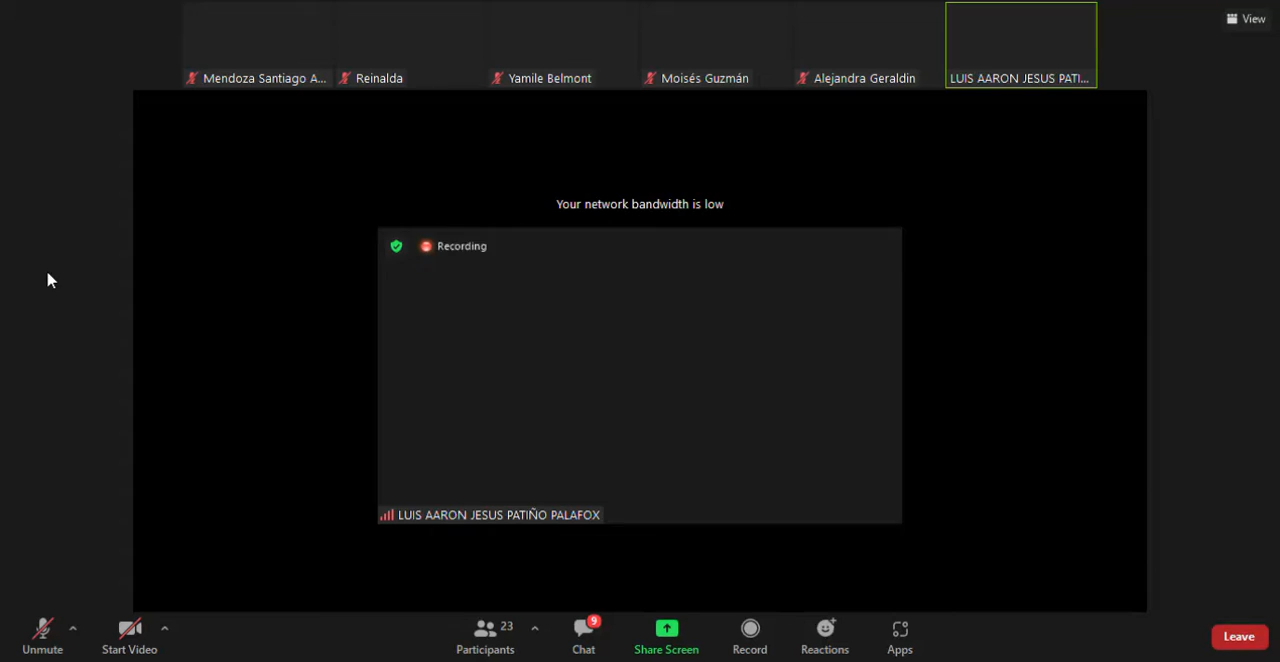 View
Mendoza Santiago A...
Reinalda
Yamile Belmont
Moisés Guzmán
Alejandra Geraldin
LUIS AARON JESUS PATI...
Your network bandwidth is low
Recording
LUIS AARON JESUS PATIÑO PALAFOX
23
9
Unmute
Start Video
Participants
Chat
Share Screen
Record
Reactions
Apps
Leave